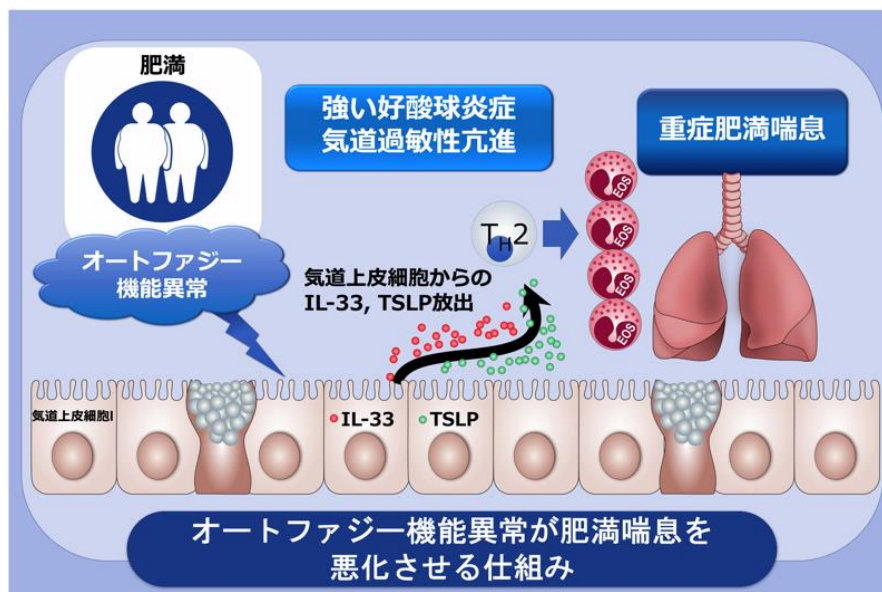 肥満
オートファジー
機能異常
強い好酸球炎症
気道過敏性亢進
重症肥満喘息
TH2
EOS
EOS
EOS
EOS
気道上皮細胞からの
IL-33, TSLP放出
気道上皮細胞l
IL-33
TSLP
オートファジー機能異常が肥満喘息を
悪化させる仕組み